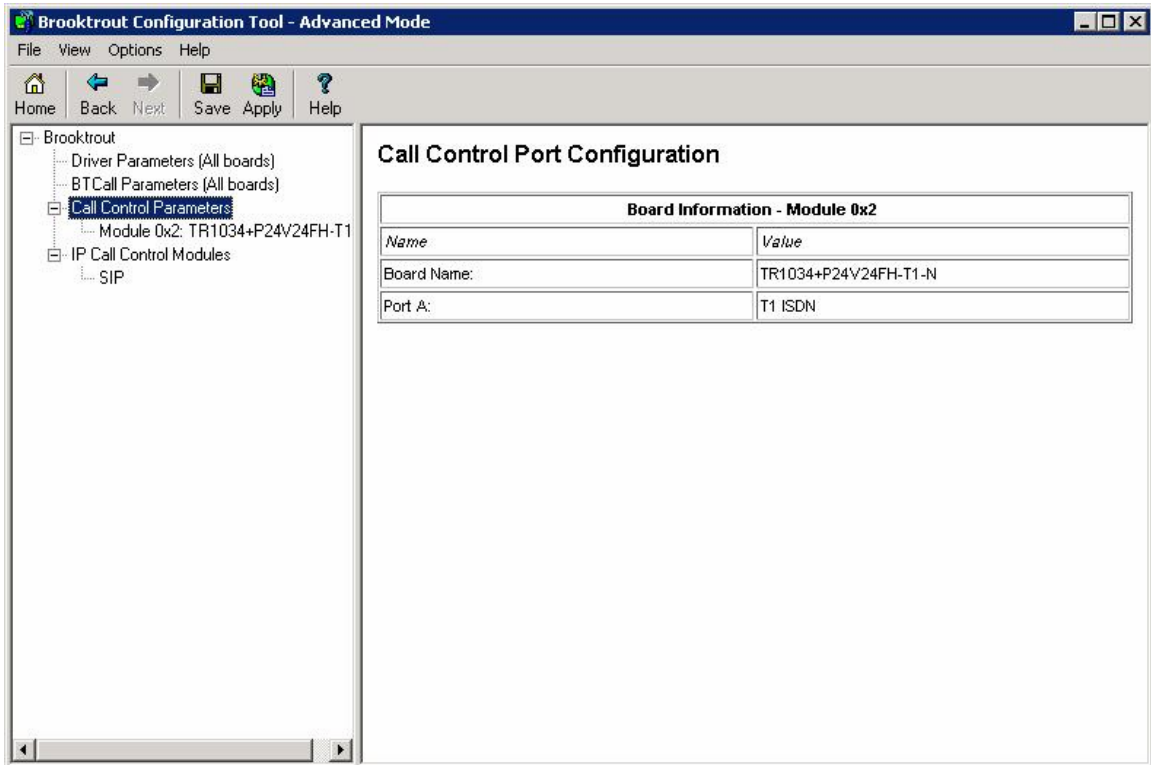 Brooktrout Configuration Tool - Advanced Mode
File View Options Help
Home Back Next Save Apply Help
Brooktrout
Driver Parameters (All boards)
BTCall Parameters (All boards)
Call Control Parameters
Module 0x2: TR1034+P24V24FH-T1
IP Call Control Modules
SIP
Call Control Port Configuration
Board Information - Module 0x2
Name Value
Board Name: TR1034+P24V24FH-T1-N
Port A: T1 ISDN